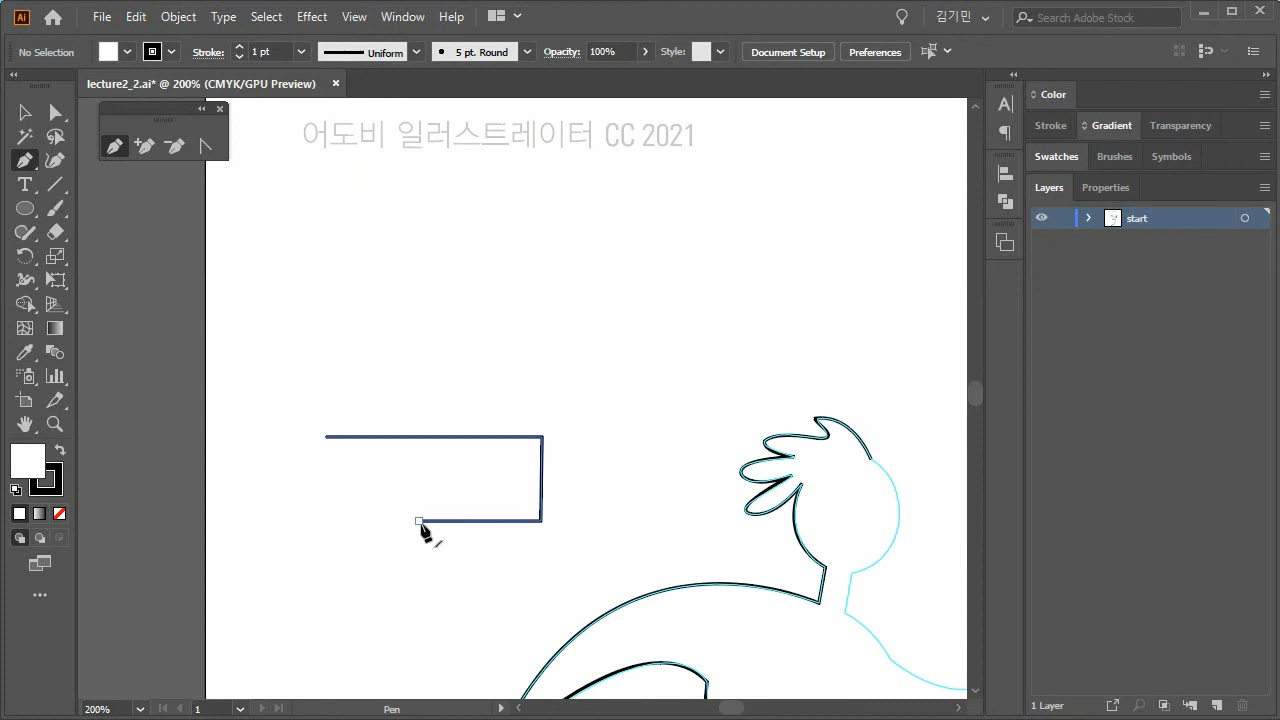 Ai File Edit Object Type Select Effect View Window Help 김기민 Search Adobe Stock
No Selection Stroke: 1 pt Uniform 5 pt. Round Opacity: 100% Style: Document Setup Preferences
lecture2_2.ai* @ 200% (CMYK/GPU Preview)
어도비 일러스트레이터 CC 2021
Color
Stroke Gradient Transparency
Swatches Brushes Symbols
Layers Properties
start
200% 1 Pen 1 Layer